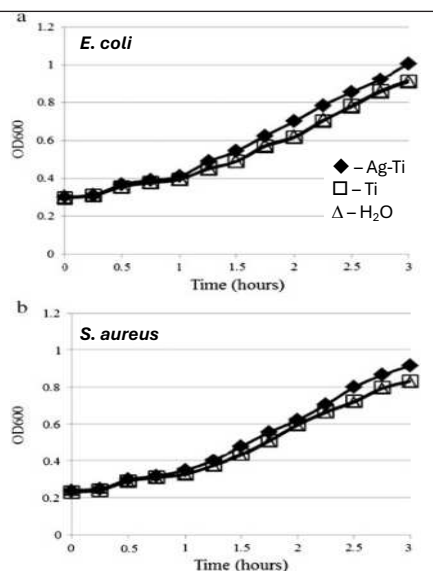 a
E. coli
1.2
1
0.8
0.6
0.4
0.2
0
OD600
◆ – Ag-Ti
□ – Ti
Δ – H₂O
0 0.5 1 1.5 2 2.5 3
Time (hours)
b
S. aureus
1.2
1
0.8
0.6
0.4
0.2
0
OD600
0 0.5 1 1.5 2 2.5 3
Time (hours)